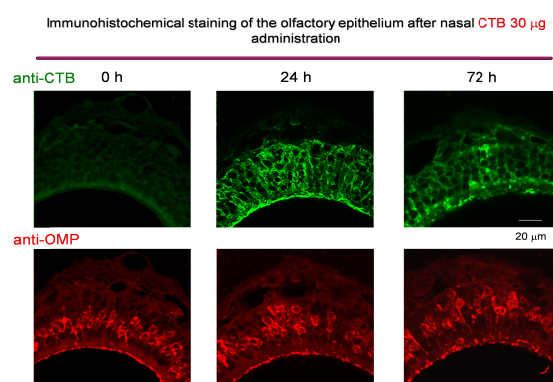 Immunohistochemical staining of the olfactory epithelium after nasal CTB 30 μg
administration
anti-CTB 0 h 24 h 72 h
20 μm
anti-OMP